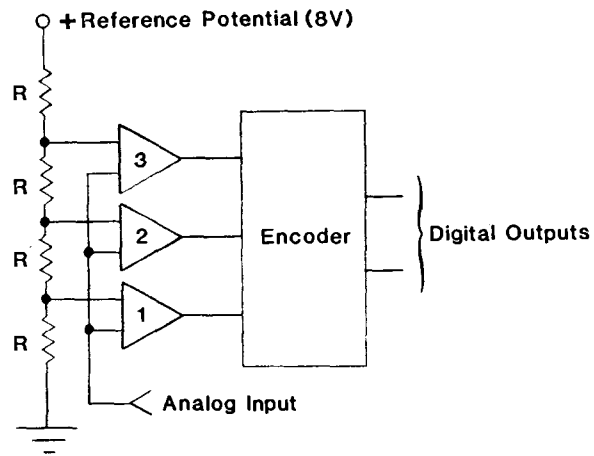 +Reference Potential (8V)
R
3
R
2
Encoder
Digital Outputs
R
1
R
Analog Input